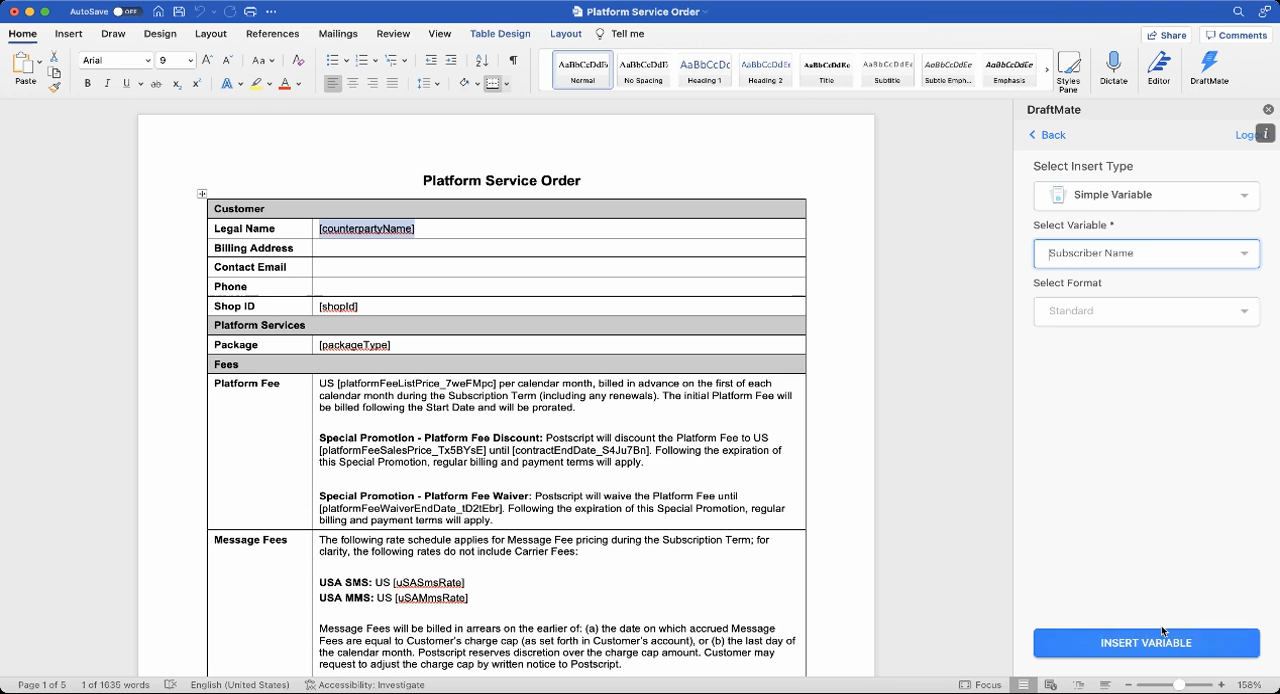 AutoSave OFF
Platform Service Order
Home Insert Draw Design Layout References Mailings Review View Table Design Layout Tell me
Share Comments
Paste
Arial 9
Normal
No Spacing
Heading 1
Heading 2
Title
Subtitle
Subtle Emph...
Emphasis
Styles Pane
Dictate
Editor
DraftMate
DraftMate
Back
Select Insert Type
Simple Variable
Select Variable *
Subscriber Name
Select Format
Standard
INSERT VARIABLE
Platform Service Order
Customer
Legal Name [counterpartyName]
Billing Address
Contact Email
Phone
Shop ID [shopId]
Platform Services
Package [packageType]
Fees
Platform Fee US [platformFeeListPrice_7weFMpc] per calendar month, billed in advance on the first of each
calendar month during the Subscription Term (including any renewals). The initial Platform Fee will
be billed following the Start Date and will be prorated.
Special Promotion - Platform Fee Discount: Postscript will discount the Platform Fee to US
[platformFeeSalesPrice_Tx5BYsE] until [contractEndDate_S4Ju7Bn]. Following the expiration of
this Special Promotion, regular billing and payment terms will apply.
Special Promotion - Platform Fee Waiver: Postscript will waive the Platform Fee until
[platformFeeWaiverEndDate_tD2tEbr]. Following the expiration of this Special Promotion, regular
billing and payment terms will apply.
Message Fees The following rate schedule applies for Message Fee pricing during the Subscription Term; for
clarity, the following rates do not include Carrier Fees:
USA SMS: US [uSASmsRate]
USA MMS: US [uSAMmsRate]
Message Fees will be billed in arrears on the earlier of: (a) the date on which accrued Message
Fees are equal to Customer's charge cap (as set forth in Customer's account), or (b) the last day of
the calendar month. Postscript reserves discretion over the charge cap amount. Customer may
request to adjust the charge cap by written notice to Postscript.
Page 1 of 5 1 of 1635 words English (United States) Accessibility: Investigate Focus 158%